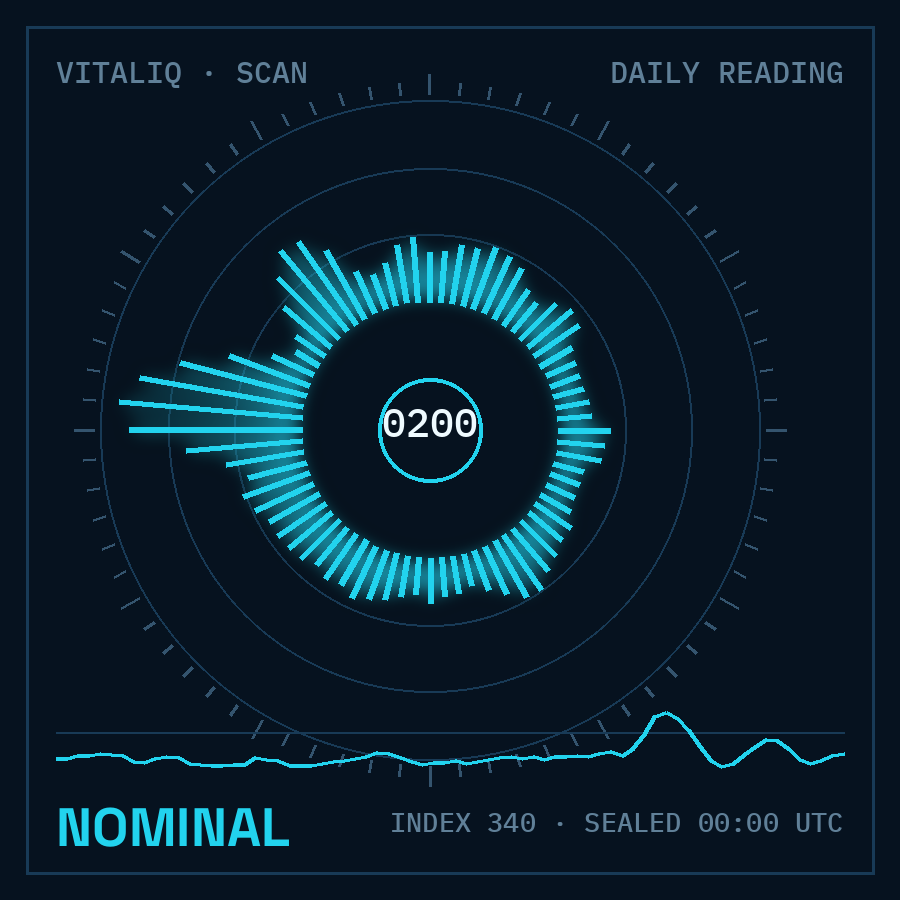 VITALIQ · SCAN
DAILY READING
0200
NOMINAL
INDEX 340 · SEALED 00:00 UTC